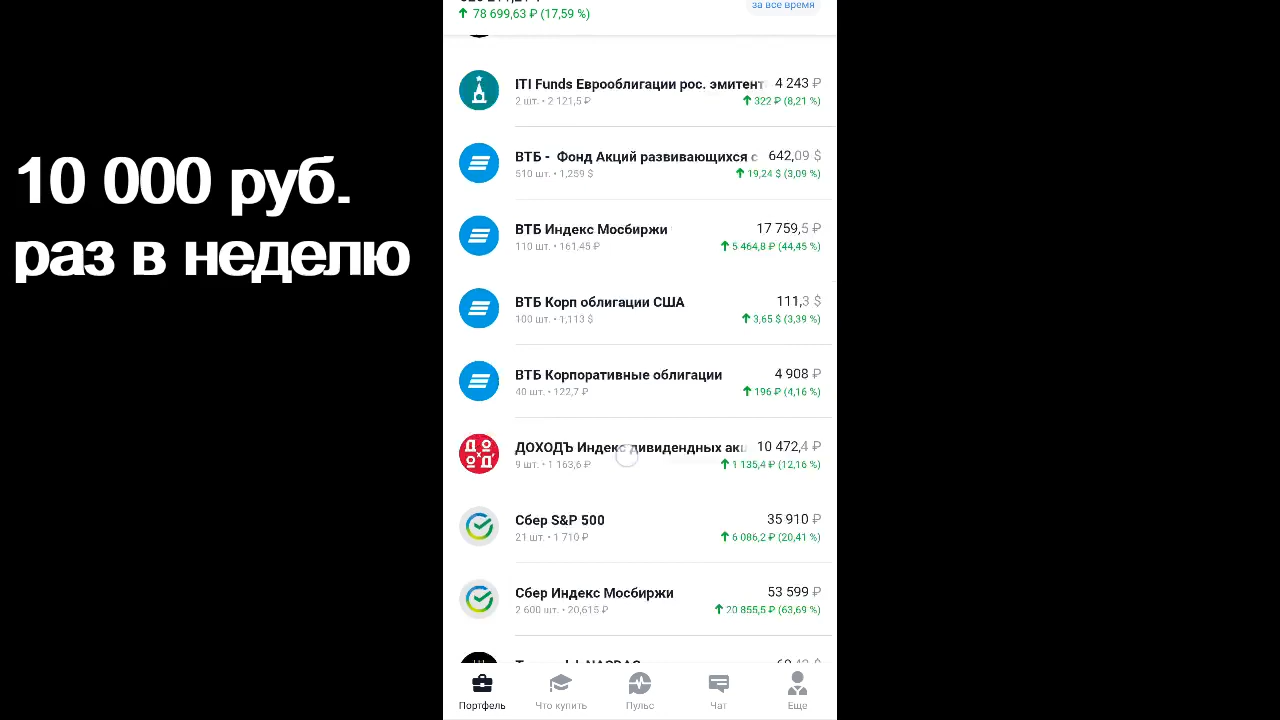 10 000 руб.
раз в неделю
78 699,63 ₽ (17,59 %)
за все время
ITI Funds Еврооблигации рос. эмитент
4 243 ₽
2 шт. • 2 121,5 ₽
322 ₽ (8,21 %)
ВТБ - Фонд Акций развивающихся с
642,09 $
510 шт. • 1,259 $
19,24 $ (3,09 %)
ВТБ Индекс Мосбиржи
17 759,5 ₽
110 шт. • 161,45 ₽
5 464,8 ₽ (44,45 %)
ВТБ Корп облигации США
111,3 $
100 шт. • 1,113 $
3,65 $ (3,39 %)
ВТБ Корпоративные облигации
4 908 ₽
40 шт. • 122,7 ₽
196 ₽ (4,16 %)
ДОХОДЪ Индекс дивидендных акц
10 472,4 ₽
9 шт. • 1 163,6 ₽
1 135,4 ₽ (12,16 %)
Сбер S&P 500
35 910 ₽
21 шт. • 1 710 ₽
6 086,2 ₽ (20,41 %)
Сбер Индекс Мосбиржи
53 599 ₽
2 600 шт. • 20,615 ₽
20 855,5 ₽ (63,69 %)
Портфель
Что купить
Пульс
Чат
Еще